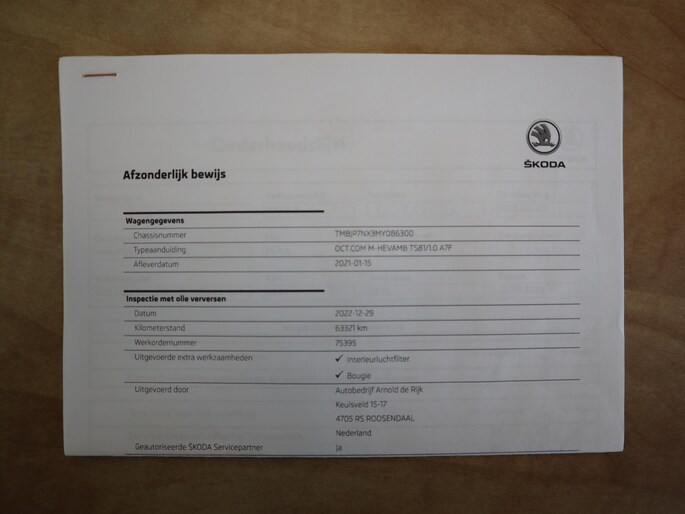 ŠKODA
Afzonderlijk bewijs
Wagengegevens
Chassisnummer TMBJP7NX3MY086300
Typeaanduiding OCT.COM M-HEVAMB TS81/1.0 A7F
Afleverdatum 2021-01-15
Inspectie met olie verversen
Datum 2022-12-29
Kilometerstand 63321 km
Werkordernummer 75395
Uitgevoerde extra werkzaamheden ✓ Interieurluchtfilter
✓ Bougie
Uitgevoerd door Autobedrijf Arnold de Rijk
Keulsveld 15-17
4705 RS ROOSENDAAL
Nederland
Geautoriseerde ŠKODA Servicepartner Ja